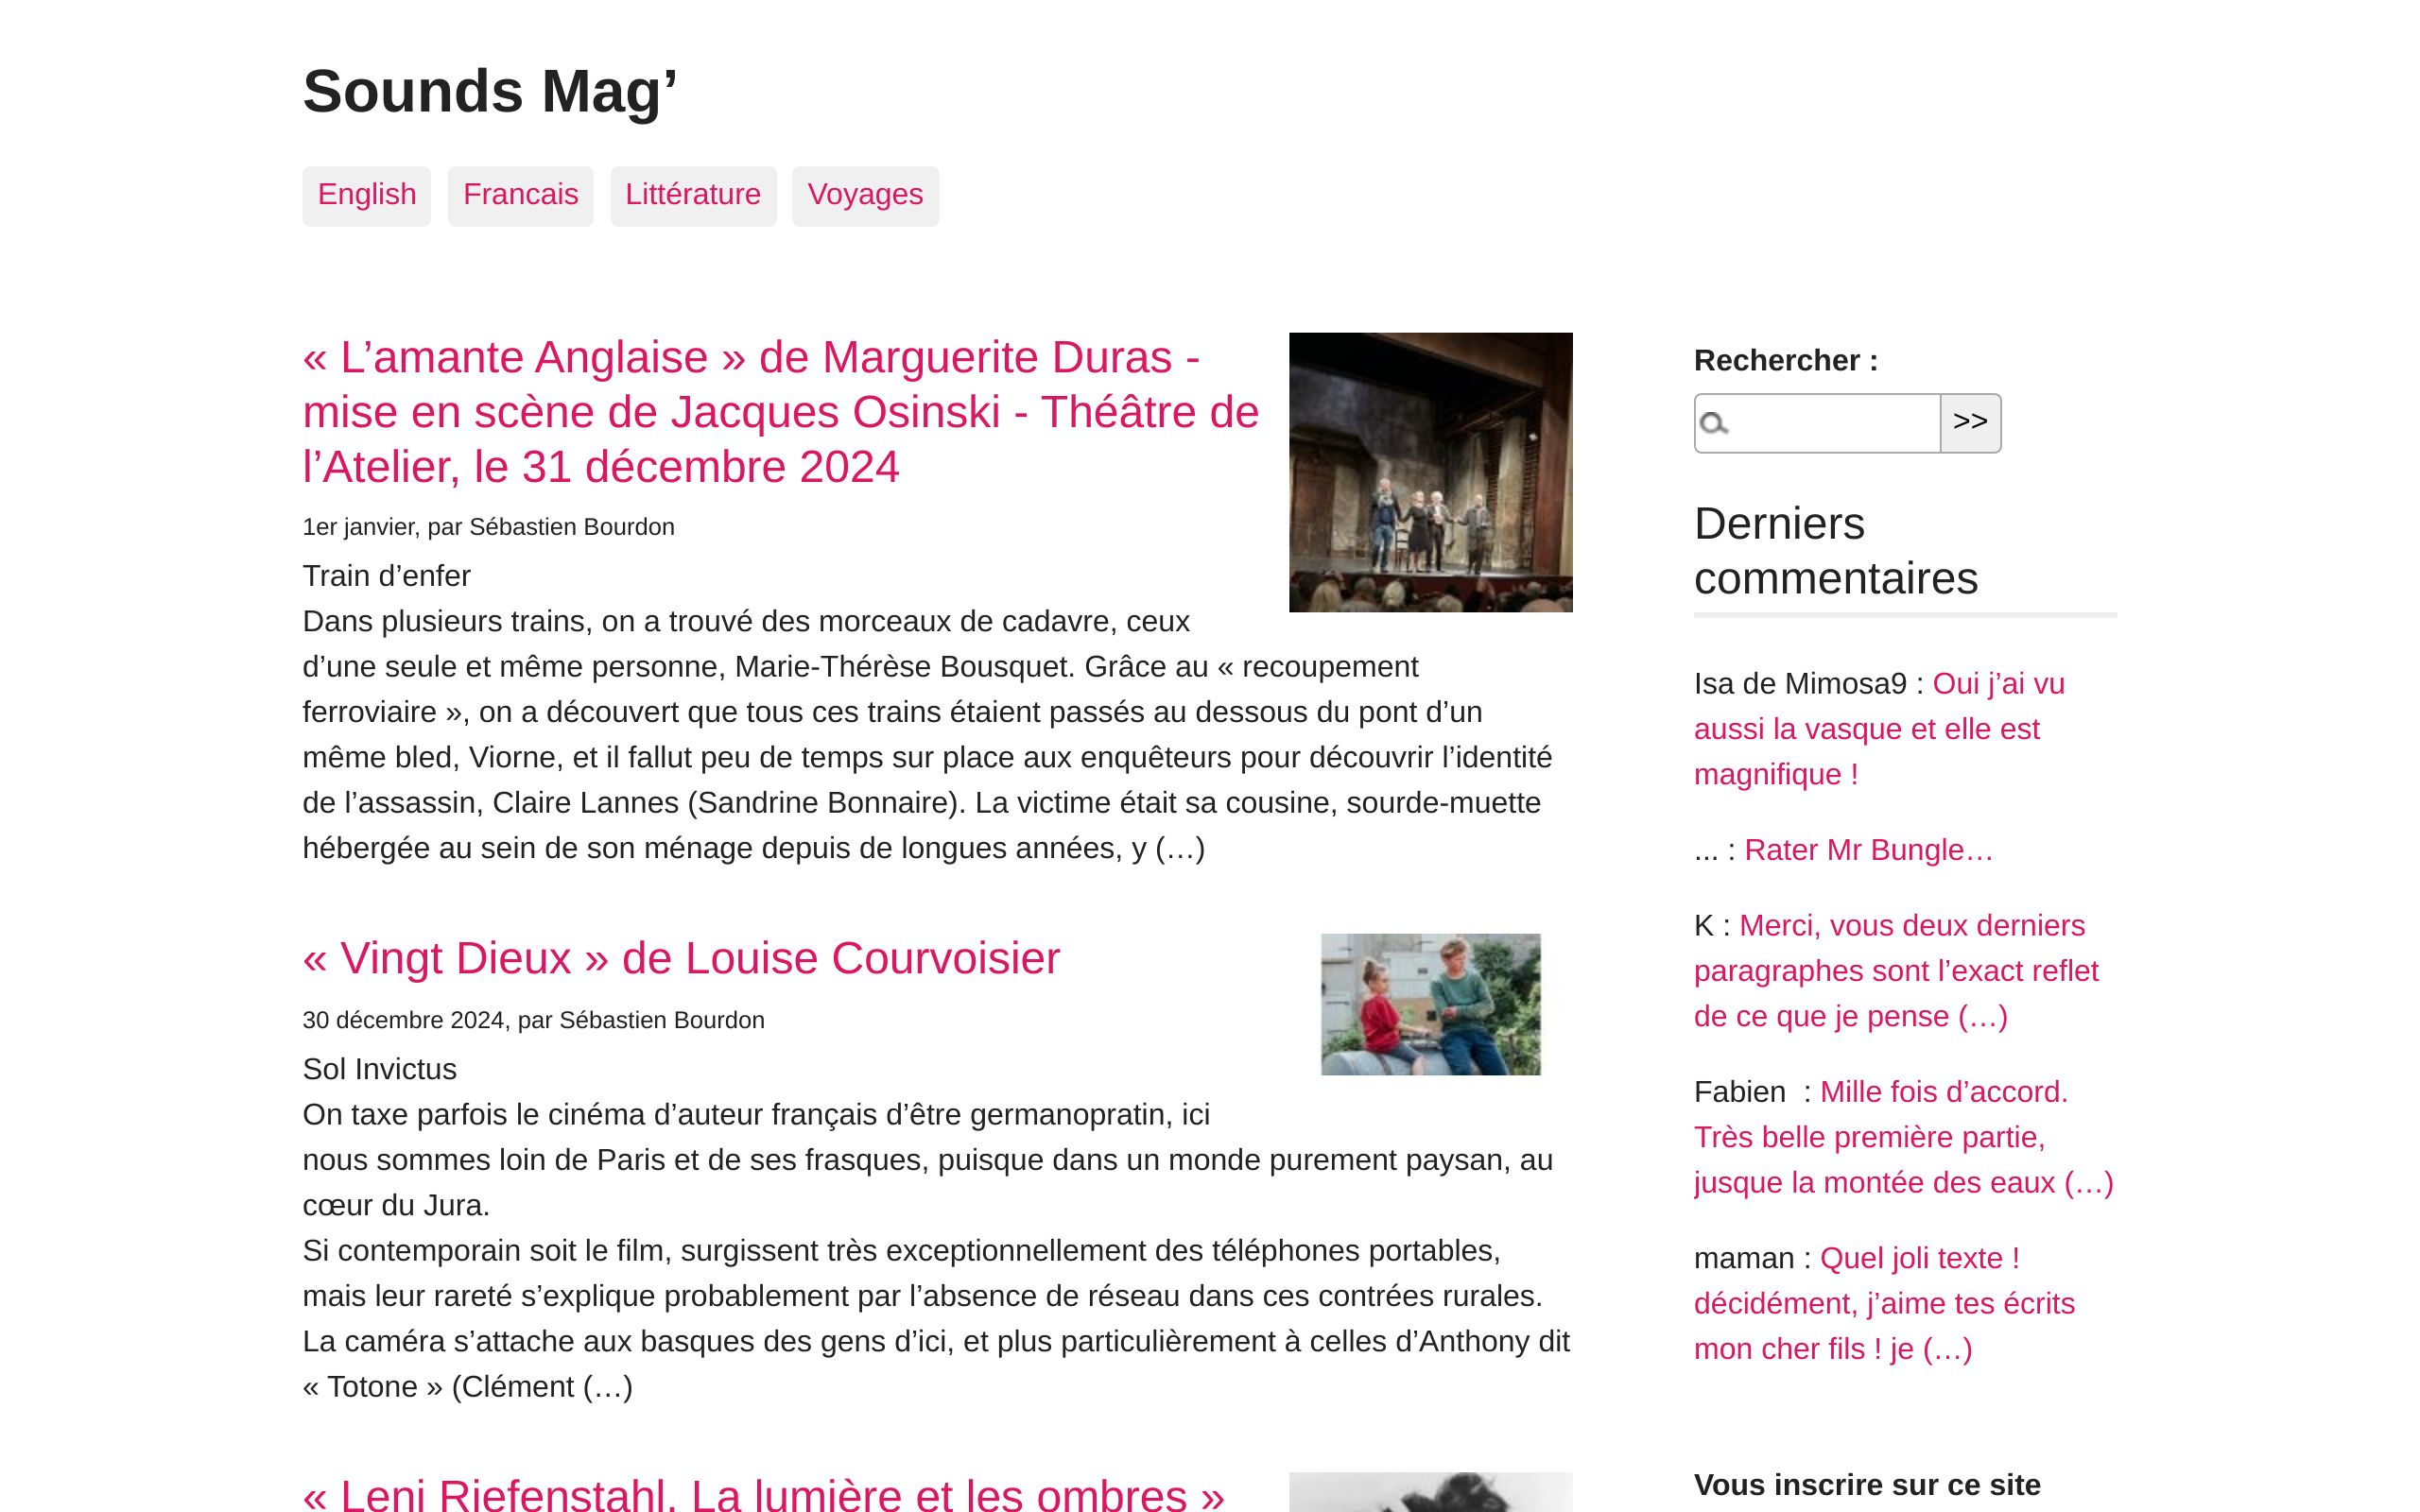 Sounds Mag’
English
Francais
Littérature
Voyages
« L’amante Anglaise » de Marguerite Duras -
mise en scène de Jacques Osinski - Théâtre de
l’Atelier, le 31 décembre 2024
1er janvier, par Sébastien Bourdon
Train d’enfer
Dans plusieurs trains, on a trouvé des morceaux de cadavre, ceux
d’une seule et même personne, Marie-Thérèse Bousquet. Grâce au « recoupement
ferroviaire », on a découvert que tous ces trains étaient passés au dessous du pont d’un
même bled, Viorne, et il fallut peu de temps sur place aux enquêteurs pour découvrir l’identité
de l’assassin, Claire Lannes (Sandrine Bonnaire). La victime était sa cousine, sourde-muette
hébergée au sein de son ménage depuis de longues années, y (…)
« Vingt Dieux » de Louise Courvoisier
30 décembre 2024, par Sébastien Bourdon
Sol Invictus
On taxe parfois le cinéma d’auteur français d’être germanopratin, ici
nous sommes loin de Paris et de ses frasques, puisque dans un monde purement paysan, au
cœur du Jura.
Si contemporain soit le film, surgissent très exceptionnellement des téléphones portables,
mais leur rareté s’explique probablement par l’absence de réseau dans ces contrées rurales.
La caméra s’attache aux basques des gens d’ici, et plus particulièrement à celles d’Anthony dit
« Totone » (Clément (…)
« Leni Riefenstahl, La lumière et les ombres »
Rechercher :
>>
Derniers
commentaires
Isa de Mimosa9 : Oui j’ai vu
aussi la vasque et elle est
magnifique !
... : Rater Mr Bungle…
K : Merci, vous deux derniers
paragraphes sont l’exact reflet
de ce que je pense (…)
Fabien  : Mille fois d’accord.
Très belle première partie,
jusque la montée des eaux (…)
maman : Quel joli texte !
décidément, j’aime tes écrits
mon cher fils ! je (…)
Vous inscrire sur ce site